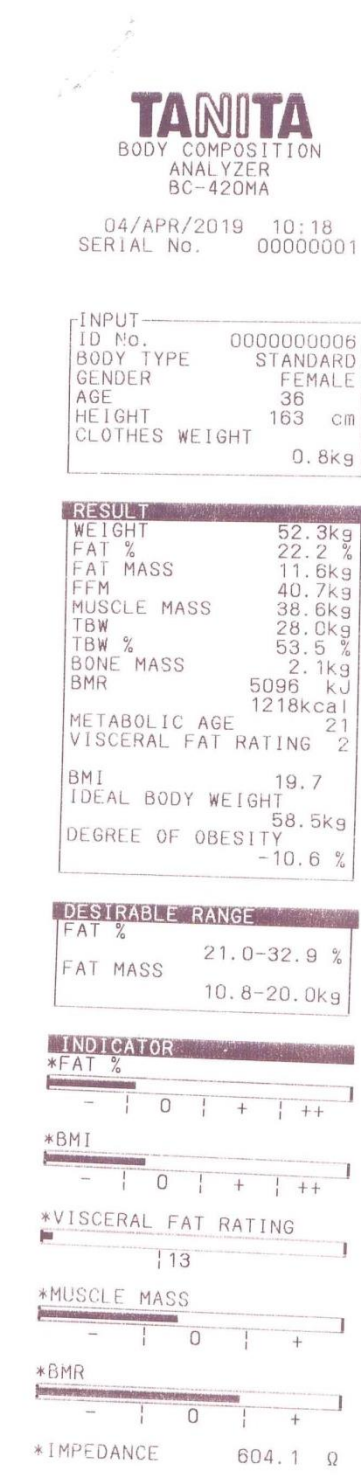 TANITA
BODY COMPOSITION
ANALYZER
BC-420MA
04/APR/2019 10:18
SERIAL No. 00000001
INPUT
ID No. 0000000006
BODY TYPE STANDARD
GENDER FEMALE
AGE 36
HEIGHT 163 cm
CLOTHES WEIGHT
0.8kg
RESULT
WEIGHT 52.3kg
FAT % 22.2 %
FAT MASS 11.6kg
FFM 40.7kg
MUSCLE MASS 38.6kg
TBW 28.0kg
TBW % 53.5 %
BONE MASS 2.1kg
BMR 5096 kJ
1218kcal
METABOLIC AGE 21
VISCERAL FAT RATING 2
BMI 19.7
IDEAL BODY WEIGHT
58.5kg
DEGREE OF OBESITY
-10.6 %
DESIRABLE RANGE
FAT %
21.0-32.9 %
FAT MASS
10.8-20.0kg
INDICATOR
*FAT %
- 0 + ++
*BMI
- 0 + ++
*VISCERAL FAT RATING
13
*MUSCLE MASS
- 0 +
*BMR
- 0 +
*IMPEDANCE 604.1 Ω